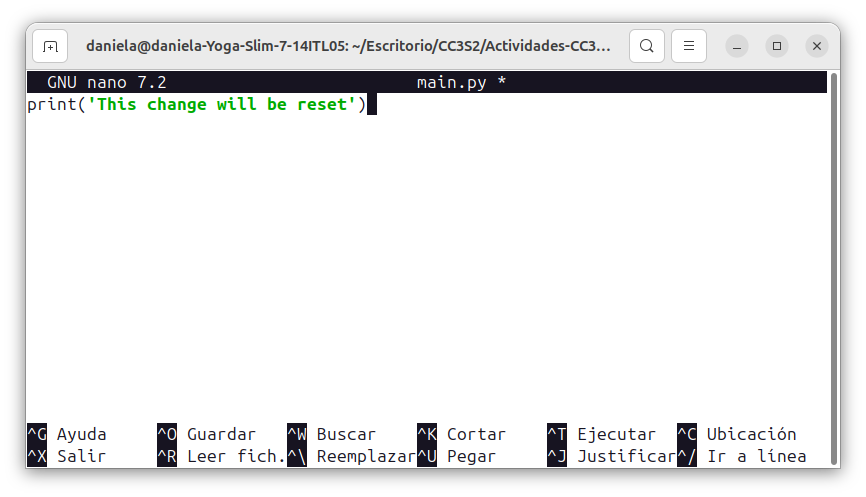 daniela@daniela-Yoga-Slim-7-14ITL05: ~/Escritorio/CC3S2/Actividades-CC3...
GNU nano 7.2 main.py *
print('This change will be reset')
^G Ayuda ^O Guardar ^W Buscar ^K Cortar ^T Ejecutar ^C Ubicación
^X Salir ^R Leer fich. ^\ Reemplazar ^U Pegar ^J Justificar ^/ Ir a línea